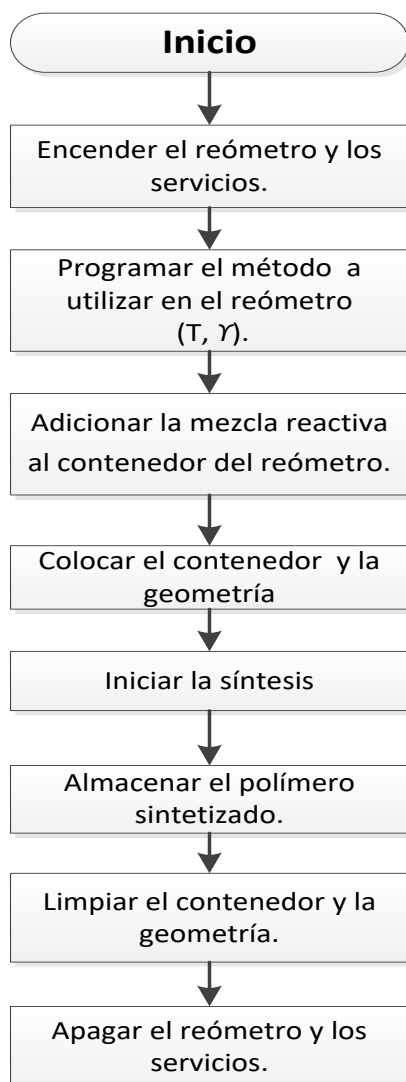 Inicio
Encender el reómetro y los
servicios.
Programar el método a
utilizar en el reómetro
(T, ϒ).
Adicionar la mezcla reactiva
al contenedor del reómetro.
Colocar el contenedor y la
geometría
Iniciar la síntesis
Almacenar el polímero
sintetizado.
Limpiar el contenedor y la
geometría.
Apagar el reómetro y los
servicios.